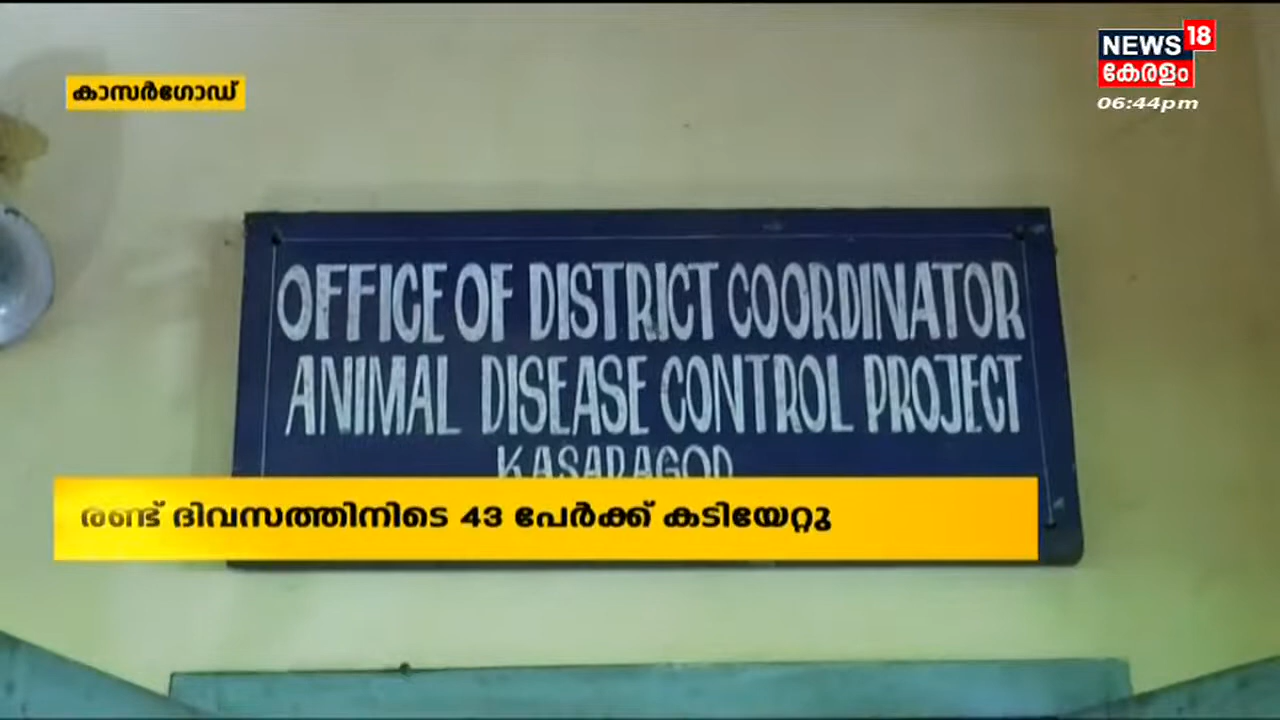 കാസർഗോഡ്
NEWS 18
കേരളം
06:44pm
OFFICE OF DISTRICT COORDINATOR
ANIMAL DISEASE CONTROL PROJECT
KASARAGOD
രണ്ട് ദിവസത്തിനിടെ 43 പേർക്ക് കടിയേറ്റു